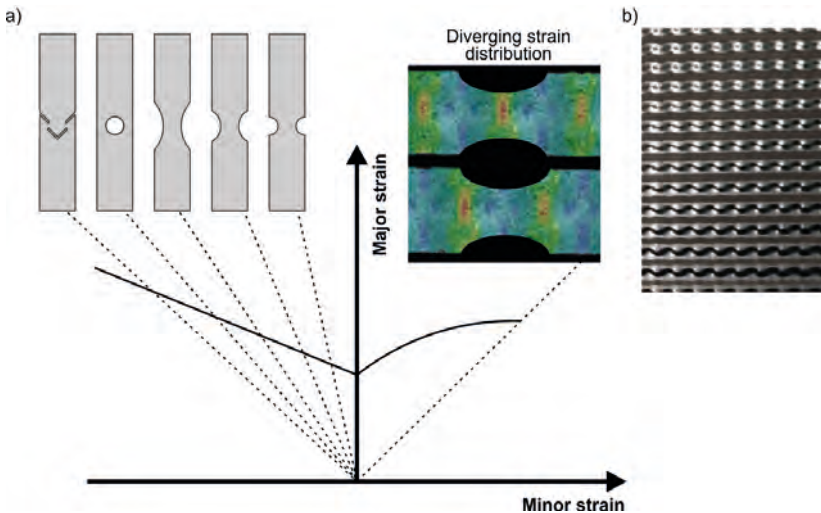 a)
Diverging strain
distribution
b)
Major strain
Minor strain